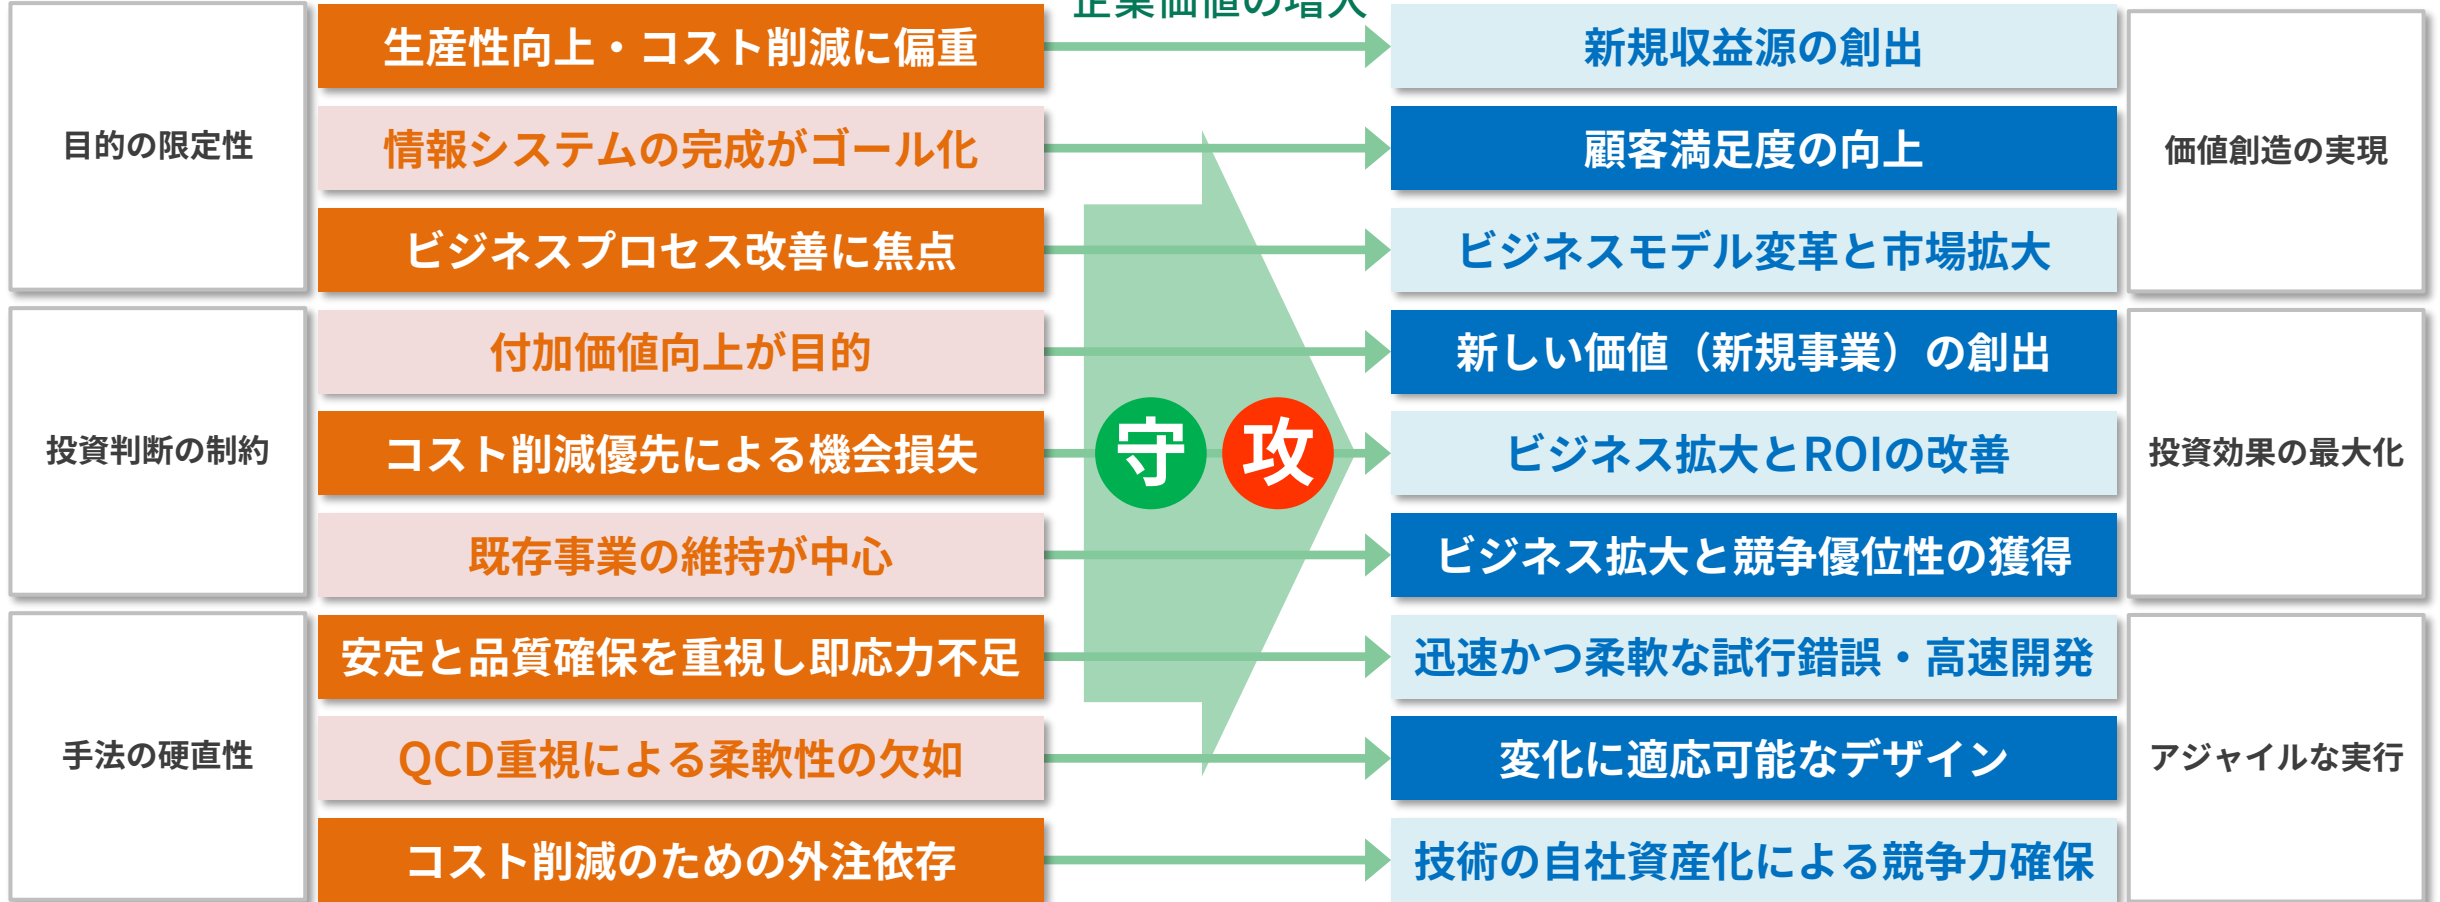 企業価値の増大
目的の限定性
生産性向上・コスト削減に偏重
新規収益源の創出
価値創造の実現
情報システムの完成がゴール化
顧客満足度の向上
ビジネスプロセス改善に焦点
ビジネスモデル変革と市場拡大
投資判断の制約
付加価値向上が目的
新しい価値（新規事業）の創出
投資効果の最大化
コスト削減優先による機会損失
守 攻
ビジネス拡大とROIの改善
既存事業の維持が中心
ビジネス拡大と競争優位性の獲得
手法の硬直性
安定と品質確保を重視し即応力不足
迅速かつ柔軟な試行錯誤・高速開発
アジャイルな実行
QCD重視による柔軟性の欠如
変化に適応可能なデザイン
コスト削減のための外注依存
技術の自社資産化による競争力確保